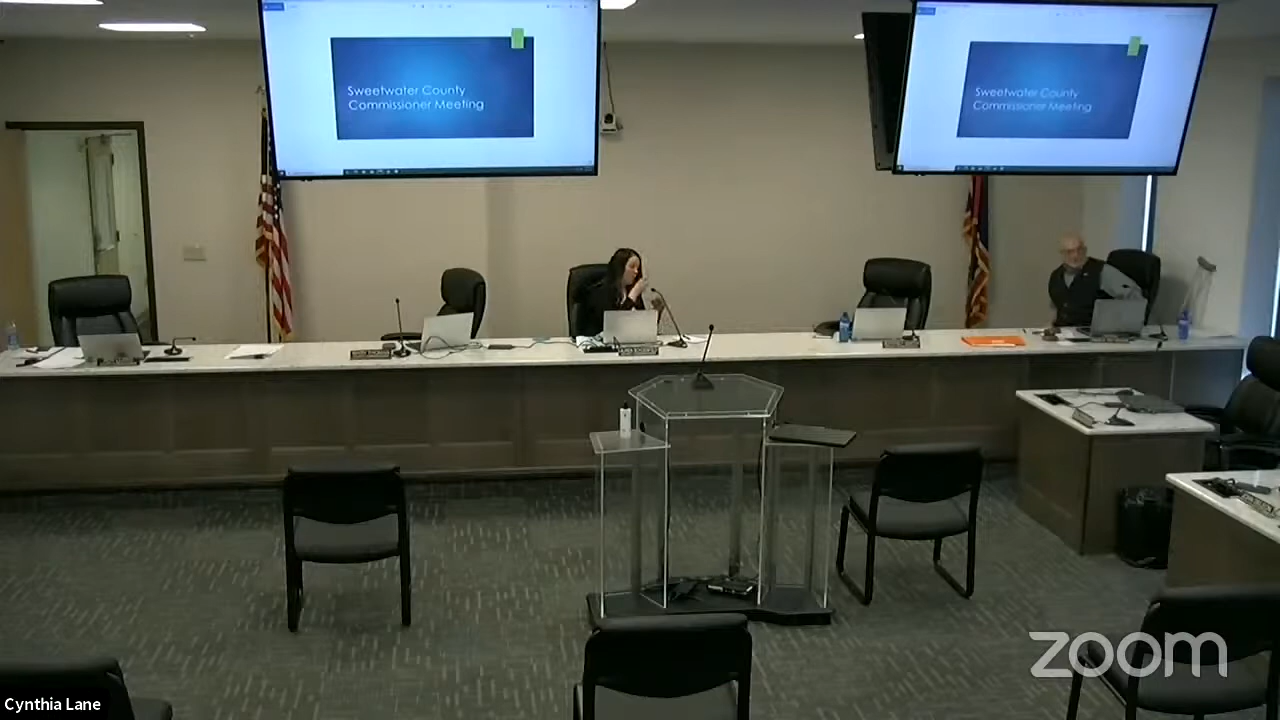 Sweetwater County
Commissioner Meeting
Sweetwater County
Commissioner Meeting
zoom
Cynthia Lane